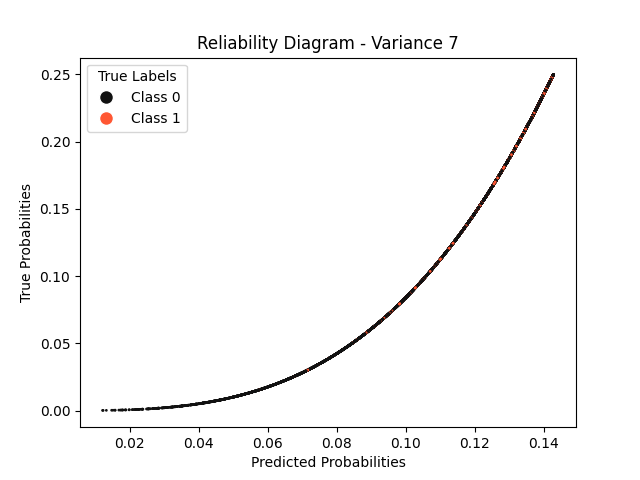 Reliability Diagram - Variance 7
True Labels
Class 0
Class 1
True Probabilities
0.25
0.20
0.15
0.10
0.05
0.00
0.02 0.04 0.06 0.08 0.10 0.12 0.14
Predicted Probabilities